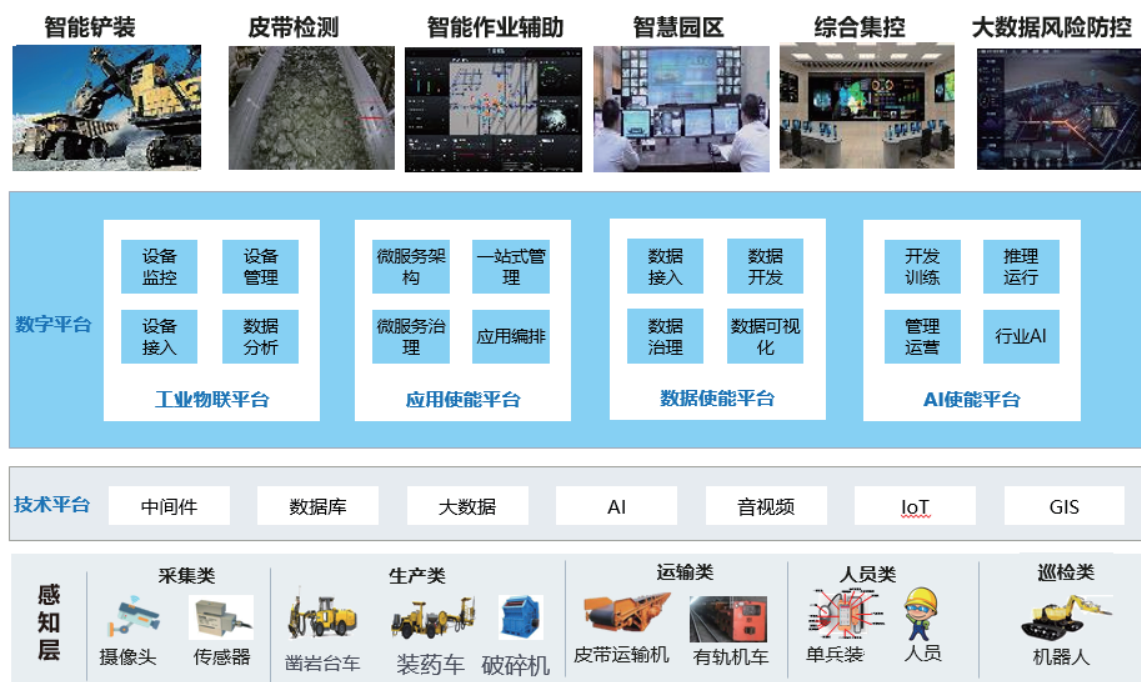 智能铲装
皮带检测
智能作业辅助
智慧园区
综合集控
大数据风险防控
数字平台
设备
监控
设备
管理
设备
接入
数据
分析
工业物联平台
微服务架
构
一站式管
理
微服务治
理
应用编排
应用使能平台
数据
接入
数据
开发
数据
治理
数据可视
化
数据使能平台
开发
训练
推理
运行
管理
运营
行业AI
AI使能平台
技术平台
中间件
数据库
大数据
AI
音视频
IoT
GIS
感
知
层
采集类
摄像头
传感器
生产类
凿岩台车
装药车
破碎机
运输类
皮带运输机
有轨机车
人员类
单兵装
人员
巡检类
机器人